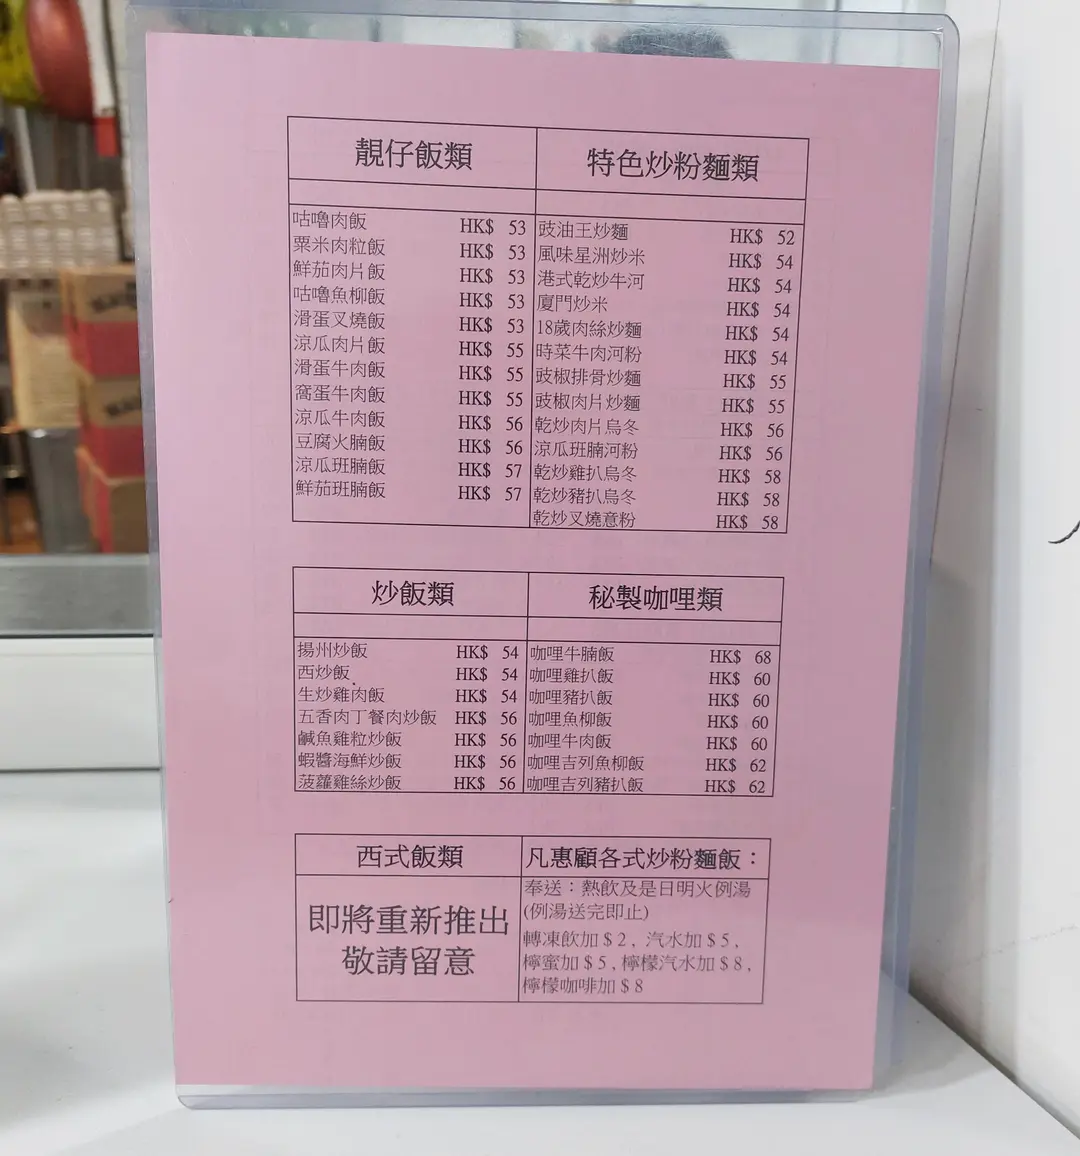 靚仔飯類
咕嚕肉飯 HK$ 53
粟米肉粒飯 HK$ 53
鮮茄肉片飯 HK$ 53
咕嚕魚柳飯 HK$ 53
滑蛋叉燒飯 HK$ 53
涼瓜肉片飯 HK$ 55
滑蛋牛肉飯 HK$ 55
窩蛋牛肉飯 HK$ 55
涼瓜牛肉飯 HK$ 56
豆腐火腩飯 HK$ 56
涼瓜班腩飯 HK$ 57
鮮茄班腩飯 HK$ 57
特色炒粉麵類
豉油王炒麵 HK$ 52
風味星洲炒米 HK$ 54
港式乾炒牛河 HK$ 54
廈門炒米 HK$ 54
18歲肉絲炒麵 HK$ 54
時菜牛肉河粉 HK$ 54
豉椒排骨炒麵 HK$ 55
豉椒肉片炒麵 HK$ 55
乾炒肉片烏冬 HK$ 56
涼瓜班腩河粉 HK$ 56
乾炒雞扒烏冬 HK$ 58
乾炒豬扒烏冬 HK$ 58
乾炒叉燒意粉 HK$ 58
炒飯類
揚州炒飯 HK$ 54
西炒飯 HK$ 54
生炒雞肉飯 HK$ 54
五香肉丁餐肉炒飯 HK$ 56
鹹魚雞粒炒飯 HK$ 56
蝦醬海鮮炒飯 HK$ 56
菠蘿雞絲炒飯 HK$ 56
秘製咖哩類
咖哩牛腩飯 HK$ 68
咖哩雞扒飯 HK$ 60
咖哩豬扒飯 HK$ 60
咖哩魚柳飯 HK$ 60
咖哩牛肉飯 HK$ 60
咖哩吉列魚柳飯 HK$ 62
咖哩吉列豬扒飯 HK$ 62
西式飯類
即將重新推出
敬請留意
凡惠顧各式炒粉麵飯：
奉送：熱飲及是日明火例湯
(例湯送完即止)
轉凍飲加＄2，汽水加＄5，
檸蜜加＄5，檸檬汽水加＄8，
檸檬咖啡加＄8